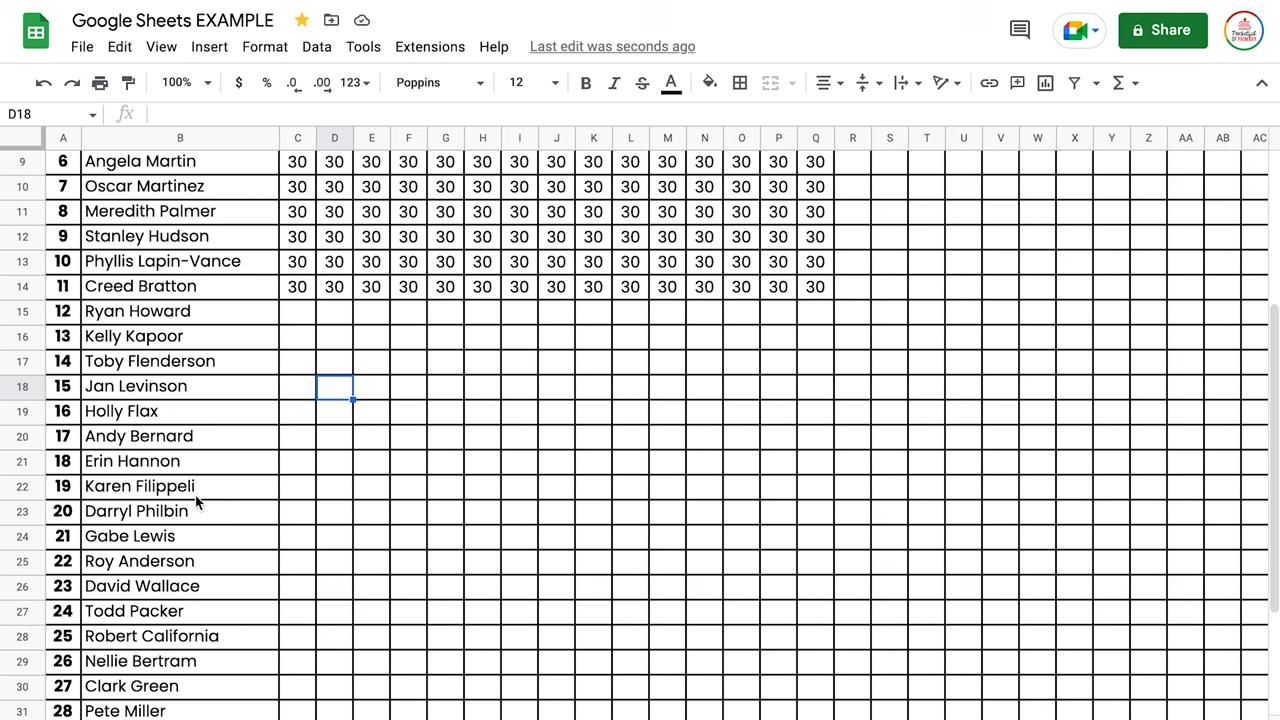 Google Sheets EXAMPLE
File Edit View Insert Format Data Tools Extensions Help Last edit was seconds ago
Share
100% $ % .0 .00 123 Poppins 12 B I S A Σ
D18 fx
A B C D E F G H I J K L M N O P Q R S T U V W X Y Z AA AB AC
9 6 Angela Martin 30 30 30 30 30 30 30 30 30 30 30 30 30 30 30
10 7 Oscar Martinez 30 30 30 30 30 30 30 30 30 30 30 30 30 30 30
11 8 Meredith Palmer 30 30 30 30 30 30 30 30 30 30 30 30 30 30 30
12 9 Stanley Hudson 30 30 30 30 30 30 30 30 30 30 30 30 30 30 30
13 10 Phyllis Lapin-Vance 30 30 30 30 30 30 30 30 30 30 30 30 30 30 30
14 11 Creed Bratton 30 30 30 30 30 30 30 30 30 30 30 30 30 30 30
15 12 Ryan Howard
16 13 Kelly Kapoor
17 14 Toby Flenderson
18 15 Jan Levinson
19 16 Holly Flax
20 17 Andy Bernard
21 18 Erin Hannon
22 19 Karen Filippeli
23 20 Darryl Philbin
24 21 Gabe Lewis
25 22 Roy Anderson
26 23 David Wallace
27 24 Todd Packer
28 25 Robert California
29 26 Nellie Bertram
30 27 Clark Green
31 28 Pete Miller